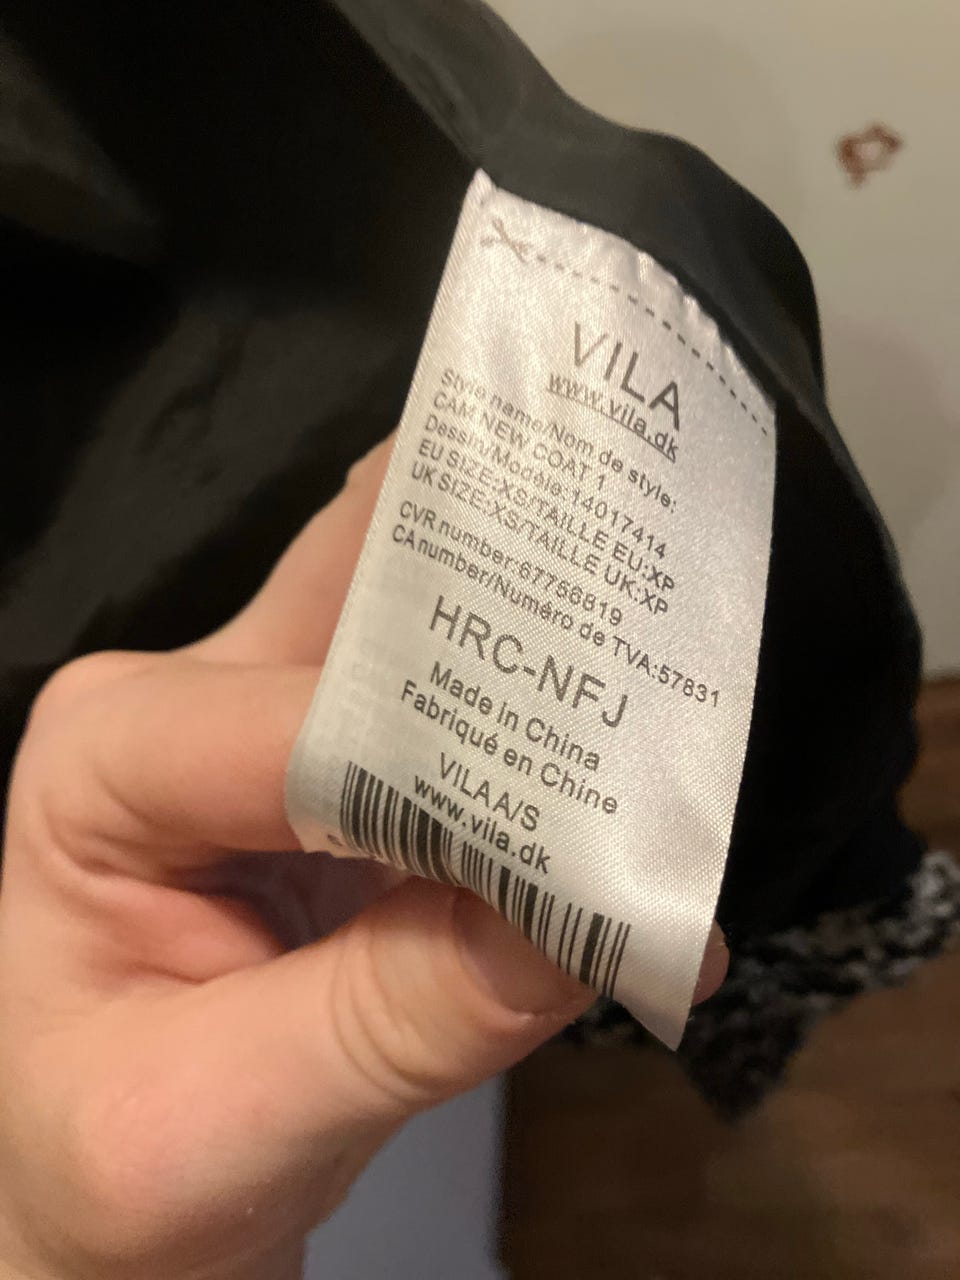 VILA
www.vila.dk
Style name/Nom de style:
CAM NEW COAT 1
Dessin/Modéle:14017414
EU SIZE:XS/TAILLE EU:XP
UK SIZE:XS/TAILLE UK:XP
CVR number:67756819
CA number/Numéro de TVA:57831
HRC-NFJ
Made in China
Fabriqué en Chine
VILA A/S
www.vila.dk